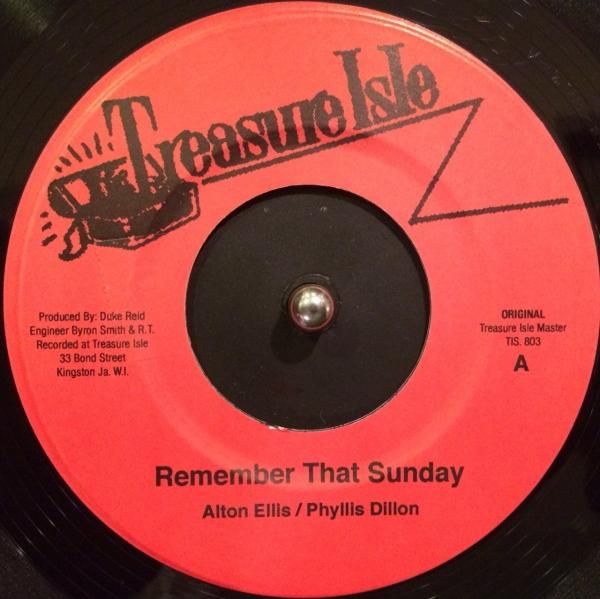 Treasure Isle
Produced By: Duke Reid
Engineer Byron Smith & R.T.
Recorded at Treasure Isle
33 Bond Street
Kingston Ja. W.I.
ORIGINAL
Treasure Isle Master
TIS. 803
A
Remember That Sunday
Alton Ellis / Phyllis Dillon